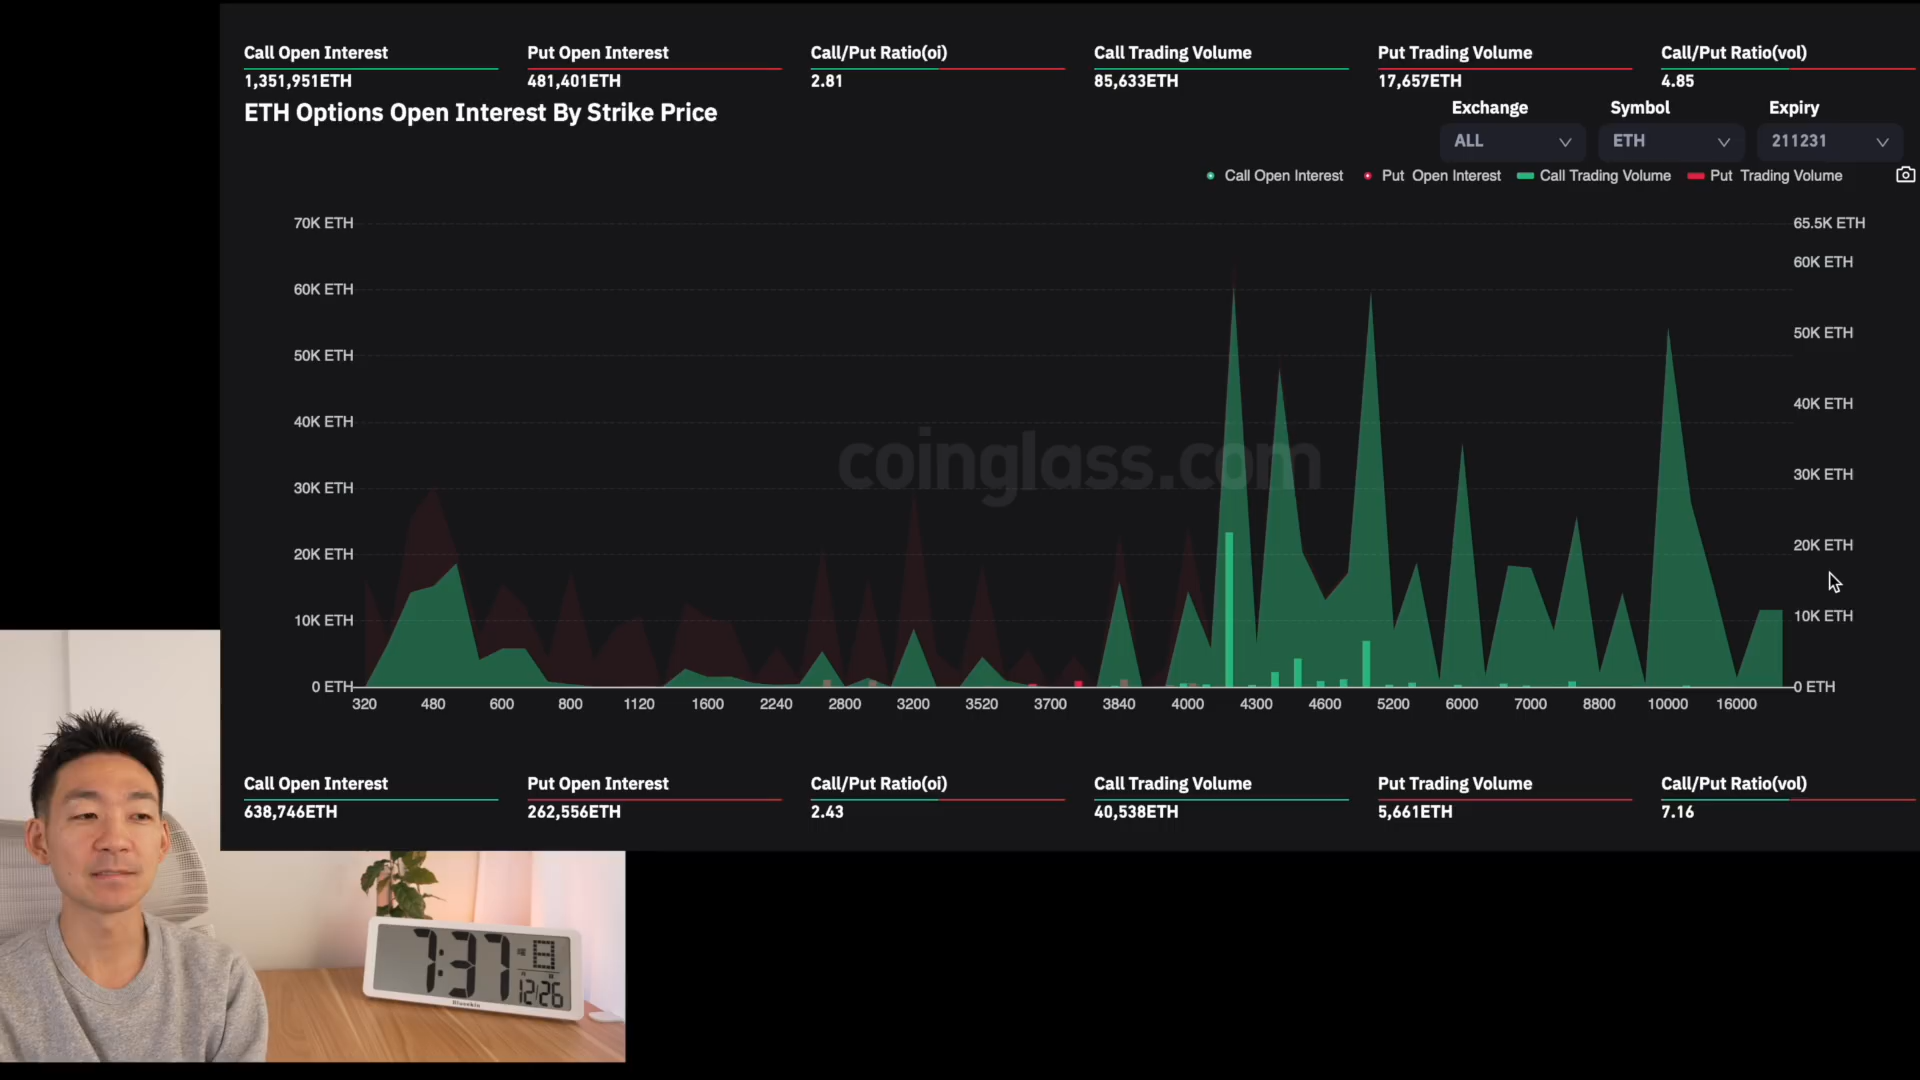 Call Open Interest Put Open Interest Call/Put Ratio(oi) Call Trading Volume Put Trading Volume Call/Put Ratio(vol)
1,351,951ETH 481,401ETH 2.81 85,633ETH 17,657ETH 4.85
ETH Options Open Interest By Strike Price
Exchange Symbol Expiry
ALL ETH 211231
Call Open Interest Put Open Interest Call Trading Volume Put Trading Volume
70K ETH 65.5K ETH
60K ETH
60K ETH
50K ETH
50K ETH
40K ETH
40K ETH
coinglass.com
30K ETH
30K ETH
20K ETH
20K ETH
10K ETH
10K ETH
0 ETH 0 ETH
320 480 600 800 1120 1600 2240 2800 3200 3520 3700 3840 4000 4300 4600 5200 6000 7000 8800 10000 16000
Call Open Interest Put Open Interest Call/Put Ratio(oi) Call Trading Volume Put Trading Volume Call/Put Ratio(vol)
638,746ETH 262,556ETH 2.43 40,538ETH 5,661ETH 7.16
7:37
12/26